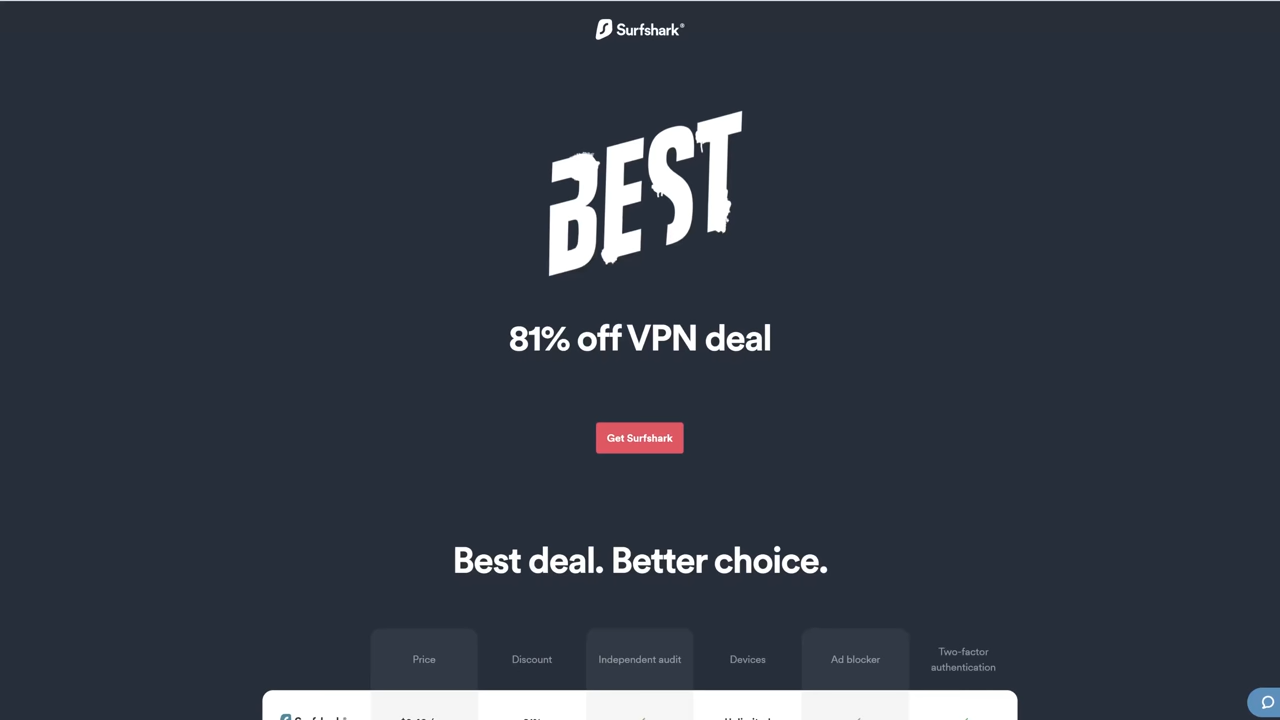 Surfshark®
BEST
81% off VPN deal
Get Surfshark
Best deal. Better choice.
Price
Discount
Independent audit
Devices
Ad blocker
Two-factor
authentication
Surfshark®